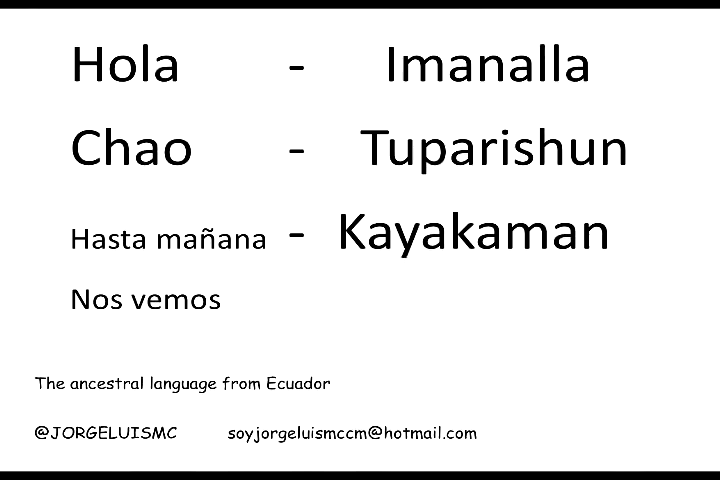 Hola - Imanalla
Chao - Tuparishun
Hasta mañana - Kayakaman
Nos vemos
The ancestral language from Ecuador
@JORGELUISMC soyjorgeluismccm@hotmail.com